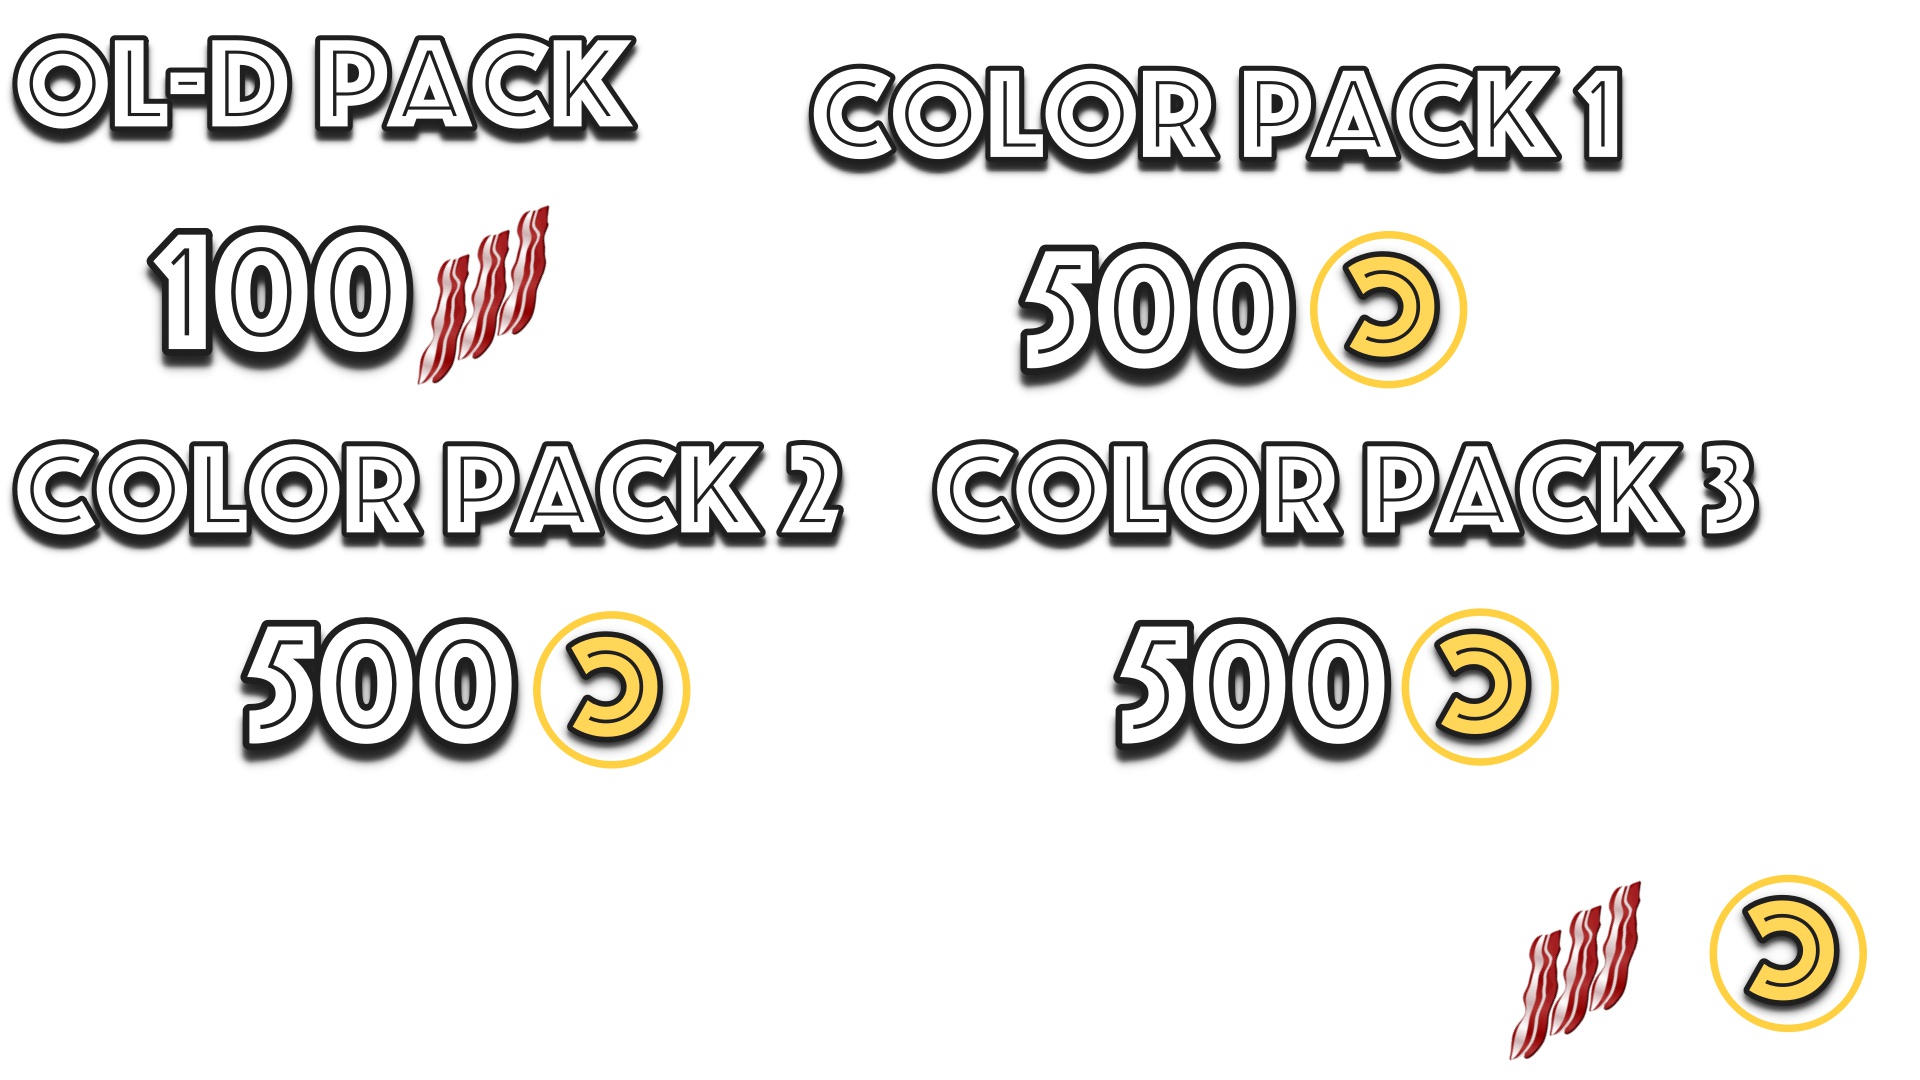 OL-D PACK
COLOR PACK 1
100
500 Ɔ
COLOR PACK 2
COLOR PACK 3
500 Ɔ
500 Ɔ
Ɔ